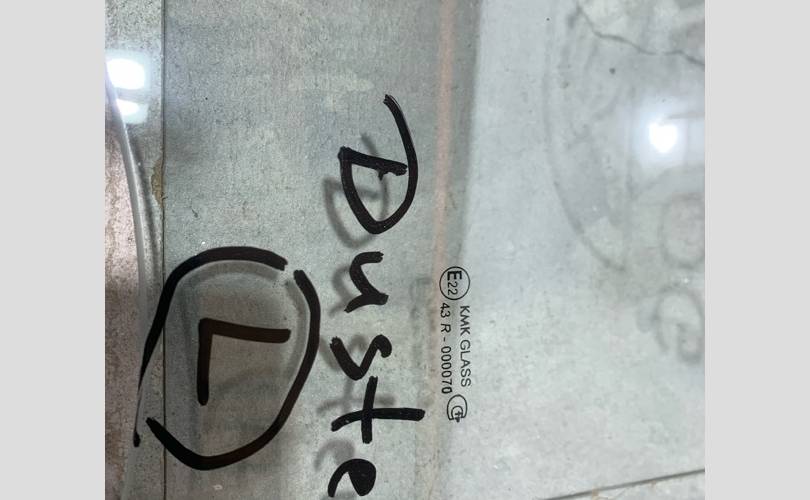 KMK GLASS
E22 43 R - 000070
Duste
L